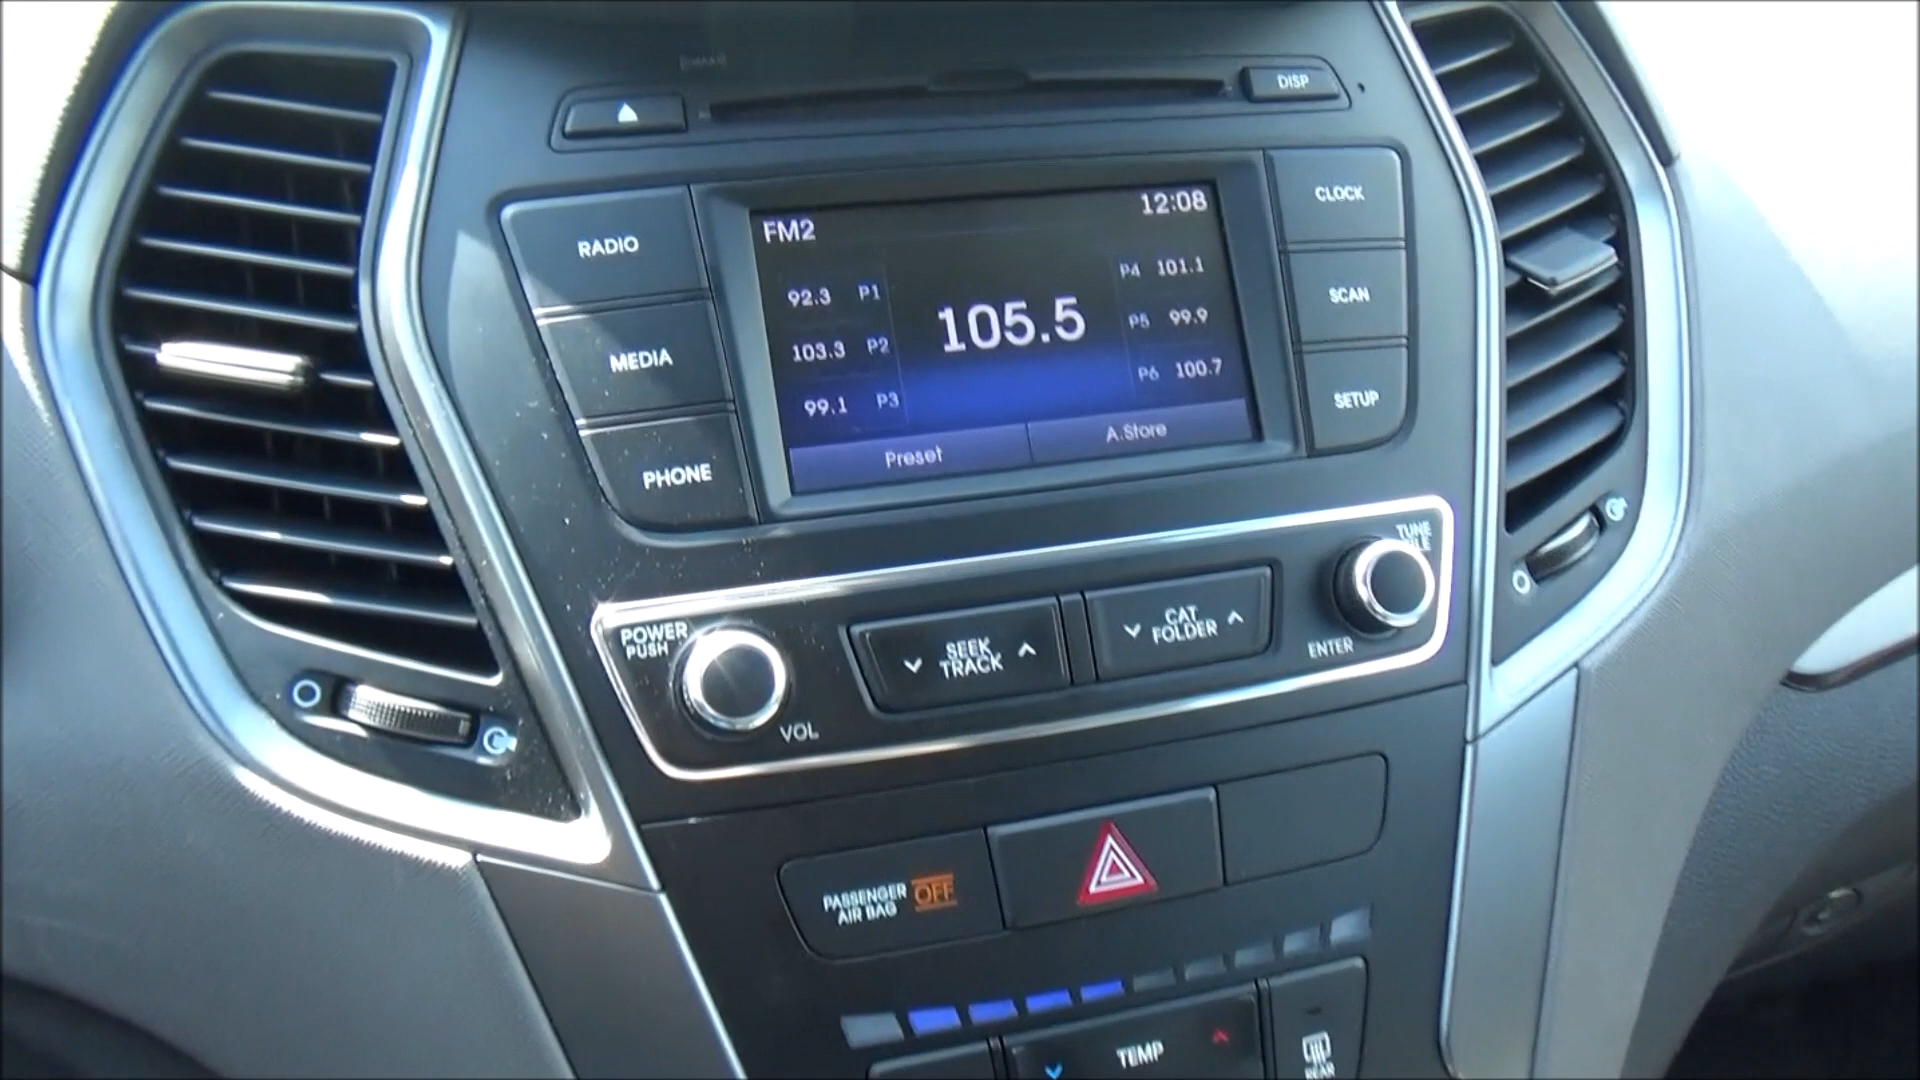 DISP
RADIO
MEDIA
PHONE
FM2
12:08
92.3 P1
103.3 P2
99.1 P3
105.5
P4 101.1
P5 99.9
P6 100.7
Preset
A.Store
CLOCK
SCAN
SETUP
POWER
PUSH
VOL
SEEK
TRACK
CAT
FOLDER
TUNE
ENTER
PASSENGER
AIR BAG
OFF
TEMP
REAR